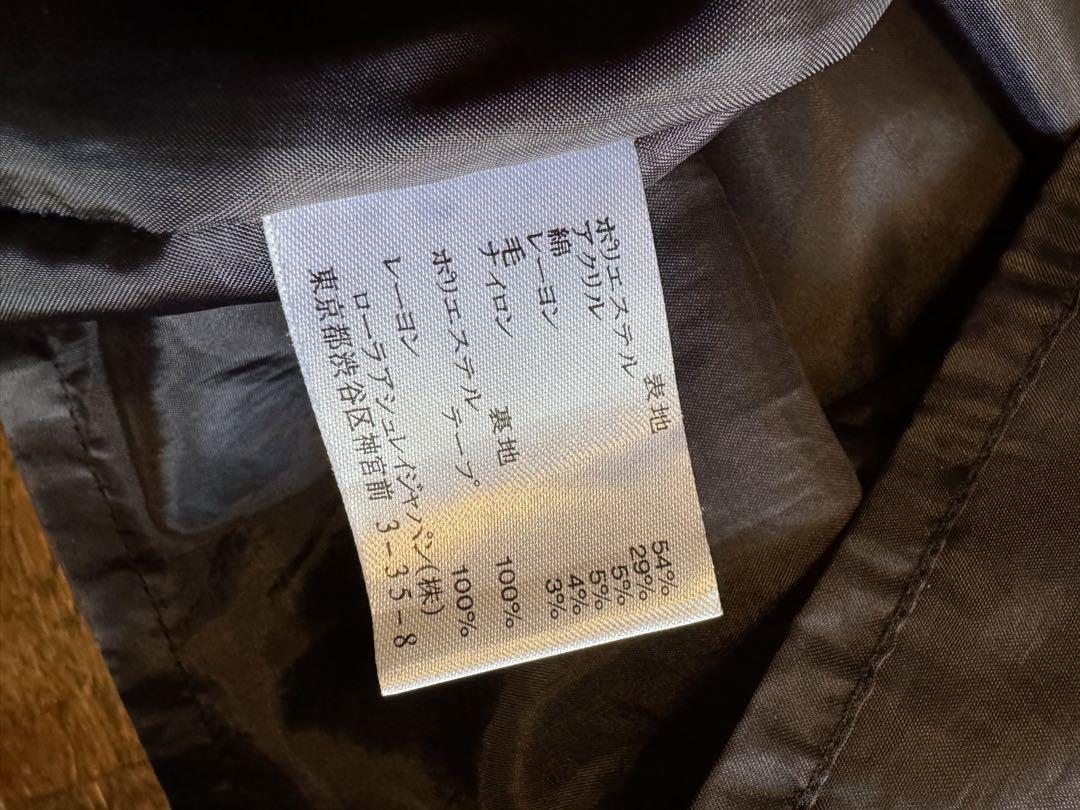 表地
ポリエステル 54%
アクリル 29%
綿 5%
レーヨン 5%
毛 4%
ナイロン 3%
裏地
ポリエステル 100%
テープ
レーヨン 100%
ローラアシュレイジャパン(株)
東京都渋谷区神宮前 3-35-8